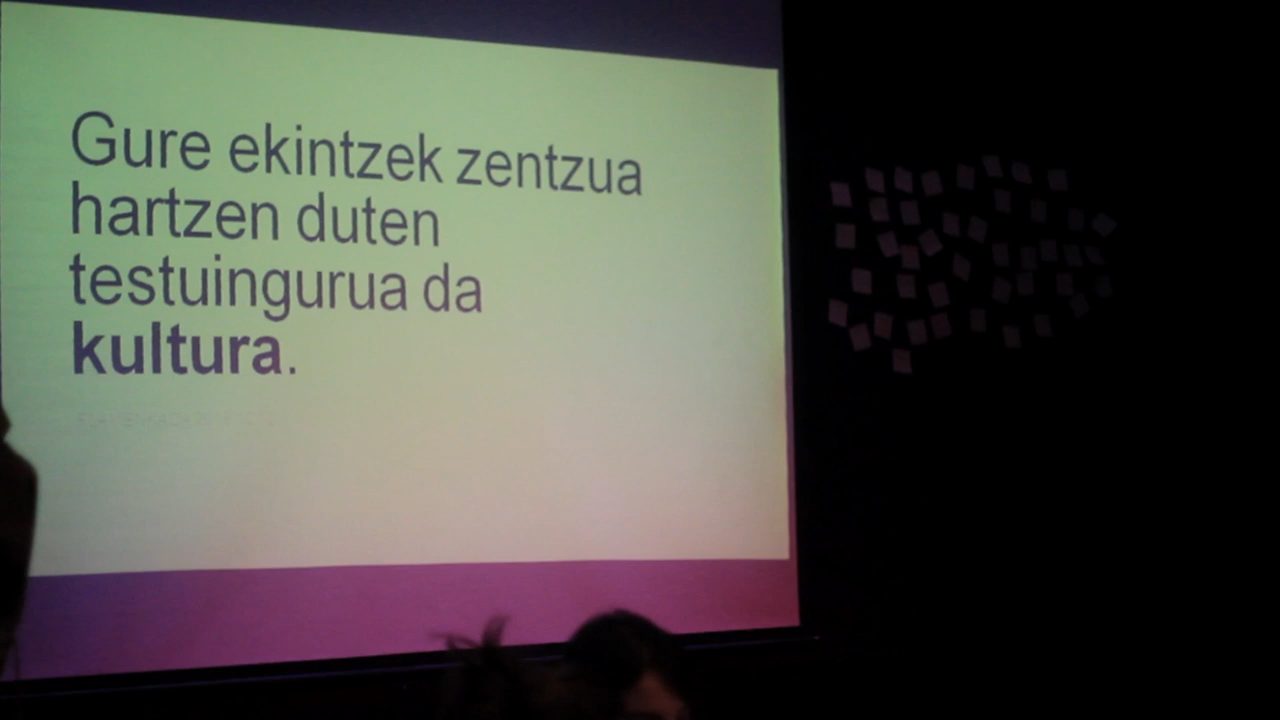 Gure ekintzek zentzua
hartzen duten
testuingurua da
kultura.